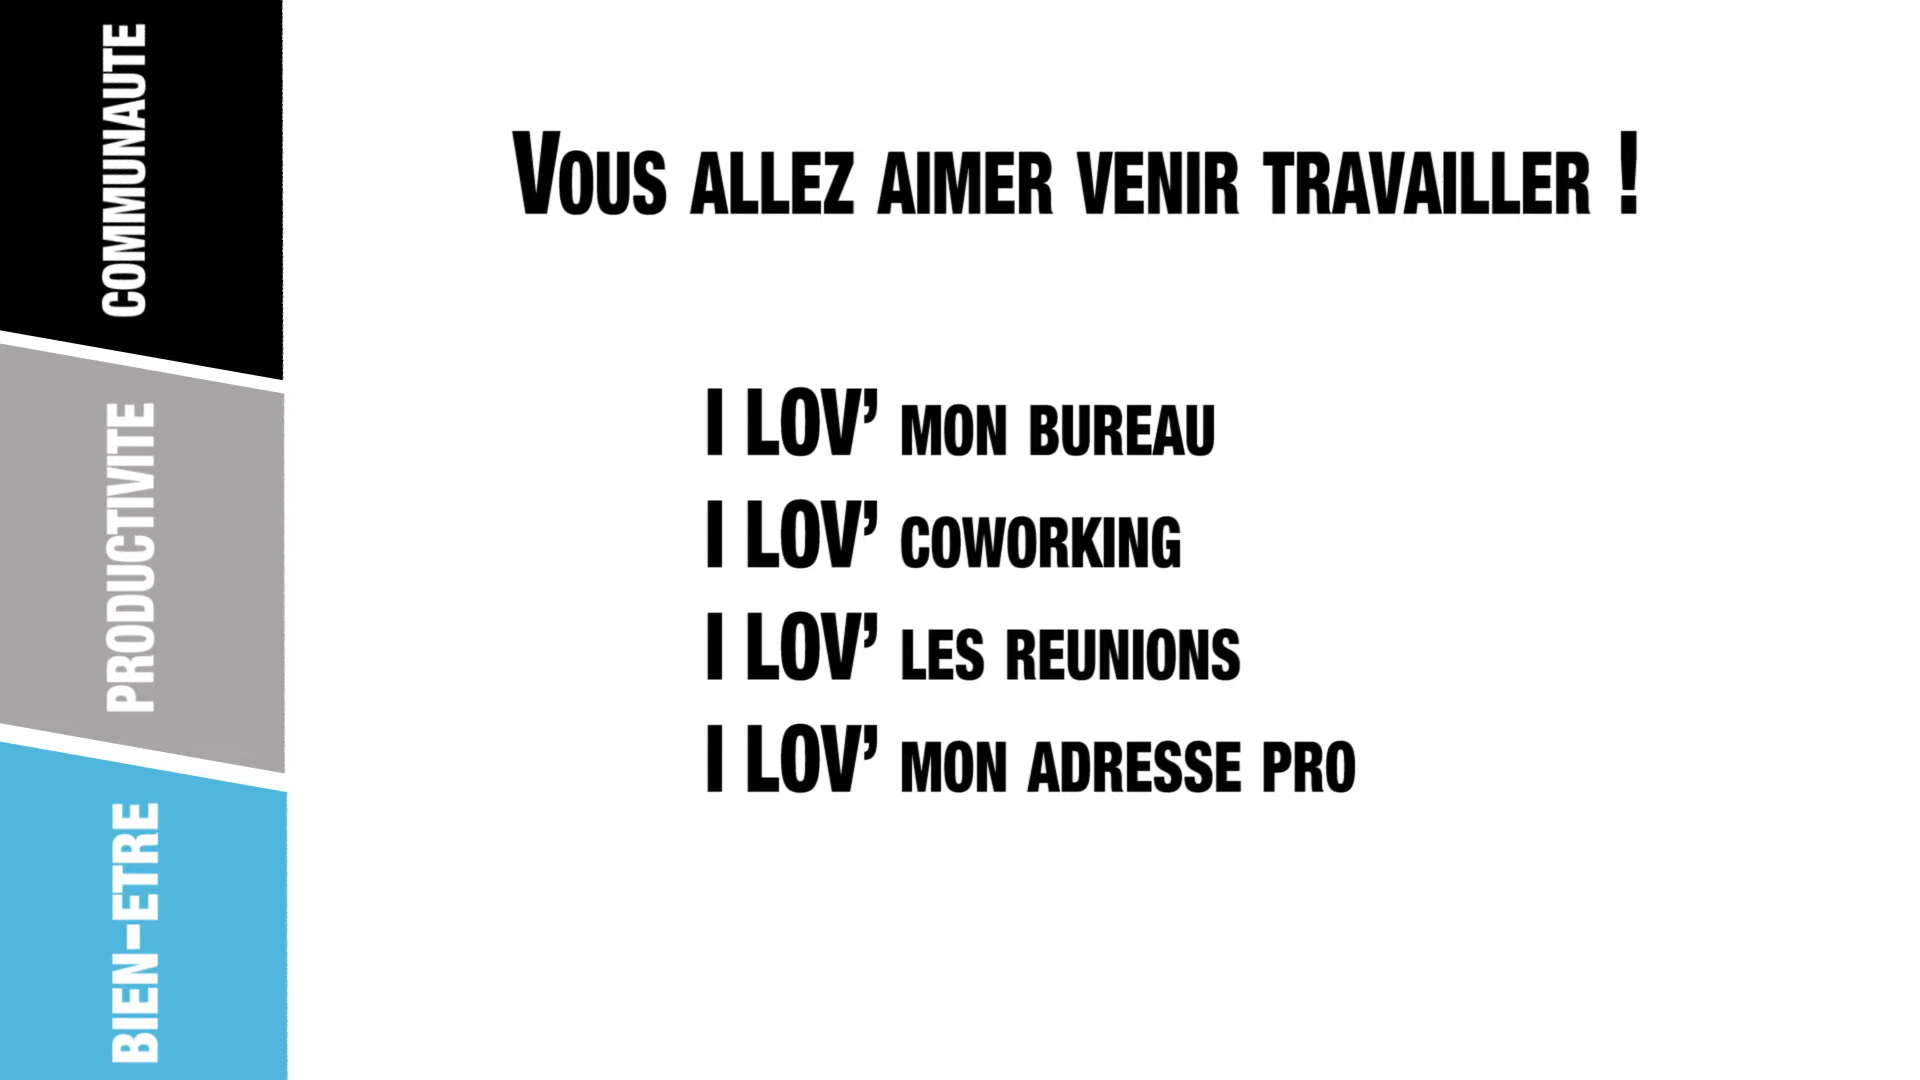 COMMUNAUTE
PRODUCTIVITE
BIEN-ETRE
VOUS ALLEZ AIMER VENIR TRAVAILLER !
I LOV’ MON BUREAU
I LOV’ COWORKING
I LOV’ LES REUNIONS
I LOV’ MON ADRESSE PRO